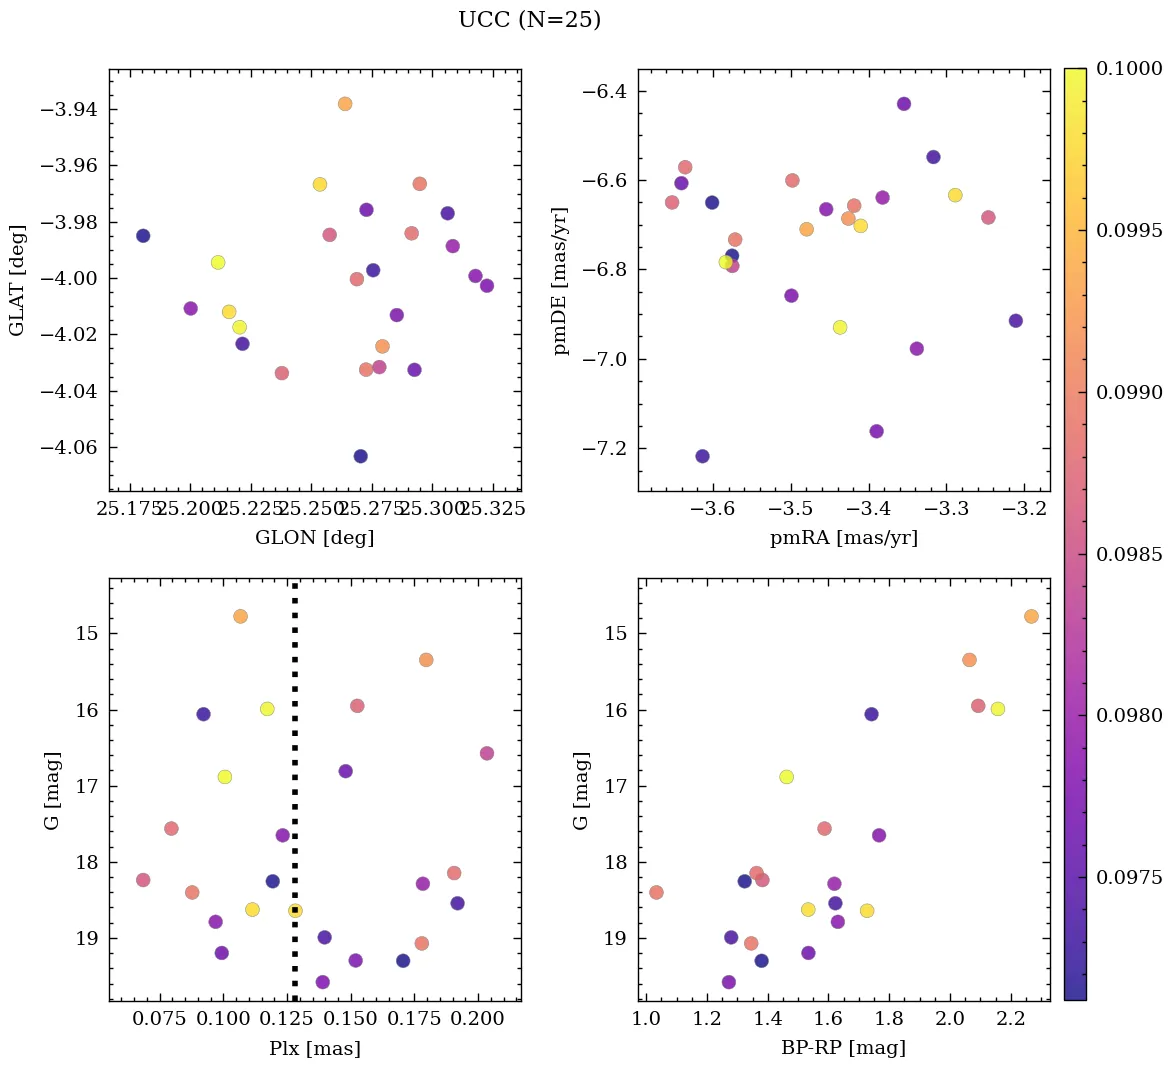 UCC (N=25)
−3.94
−3.96
−3.98
−4.00
−4.02
−4.04
−4.06
GLAT [deg]
25.175 25.200 25.225 25.250 25.275 25.300 25.325
GLON [deg]
−6.4
−6.6
−6.8
−7.0
−7.2
pmDE [mas/yr]
−3.6 −3.5 −3.4 −3.3 −3.2
pmRA [mas/yr]
0.1000
0.0995
0.0990
0.0985
0.0980
0.0975
15
16
17
18
19
G [mag]
0.075 0.100 0.125 0.150 0.175 0.200
Plx [mas]
15
16
17
18
19
G [mag]
1.0 1.2 1.4 1.6 1.8 2.0 2.2
BP-RP [mag]